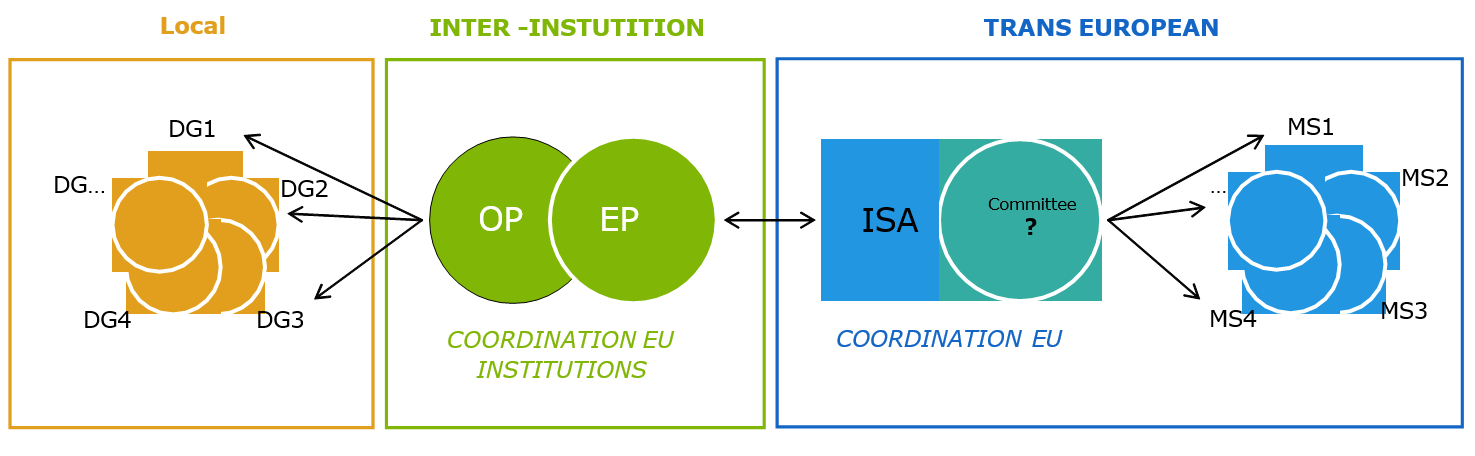 Local
INTER –INSTUTITION
TRANS EUROPEAN
DG1
DG...
DG2
DG4
DG3
OP
EP
COORDINATION EU
INSTITUTIONS
ISA
Committee
?
COORDINATION EU
MS1
...
MS2
MS4
MS3